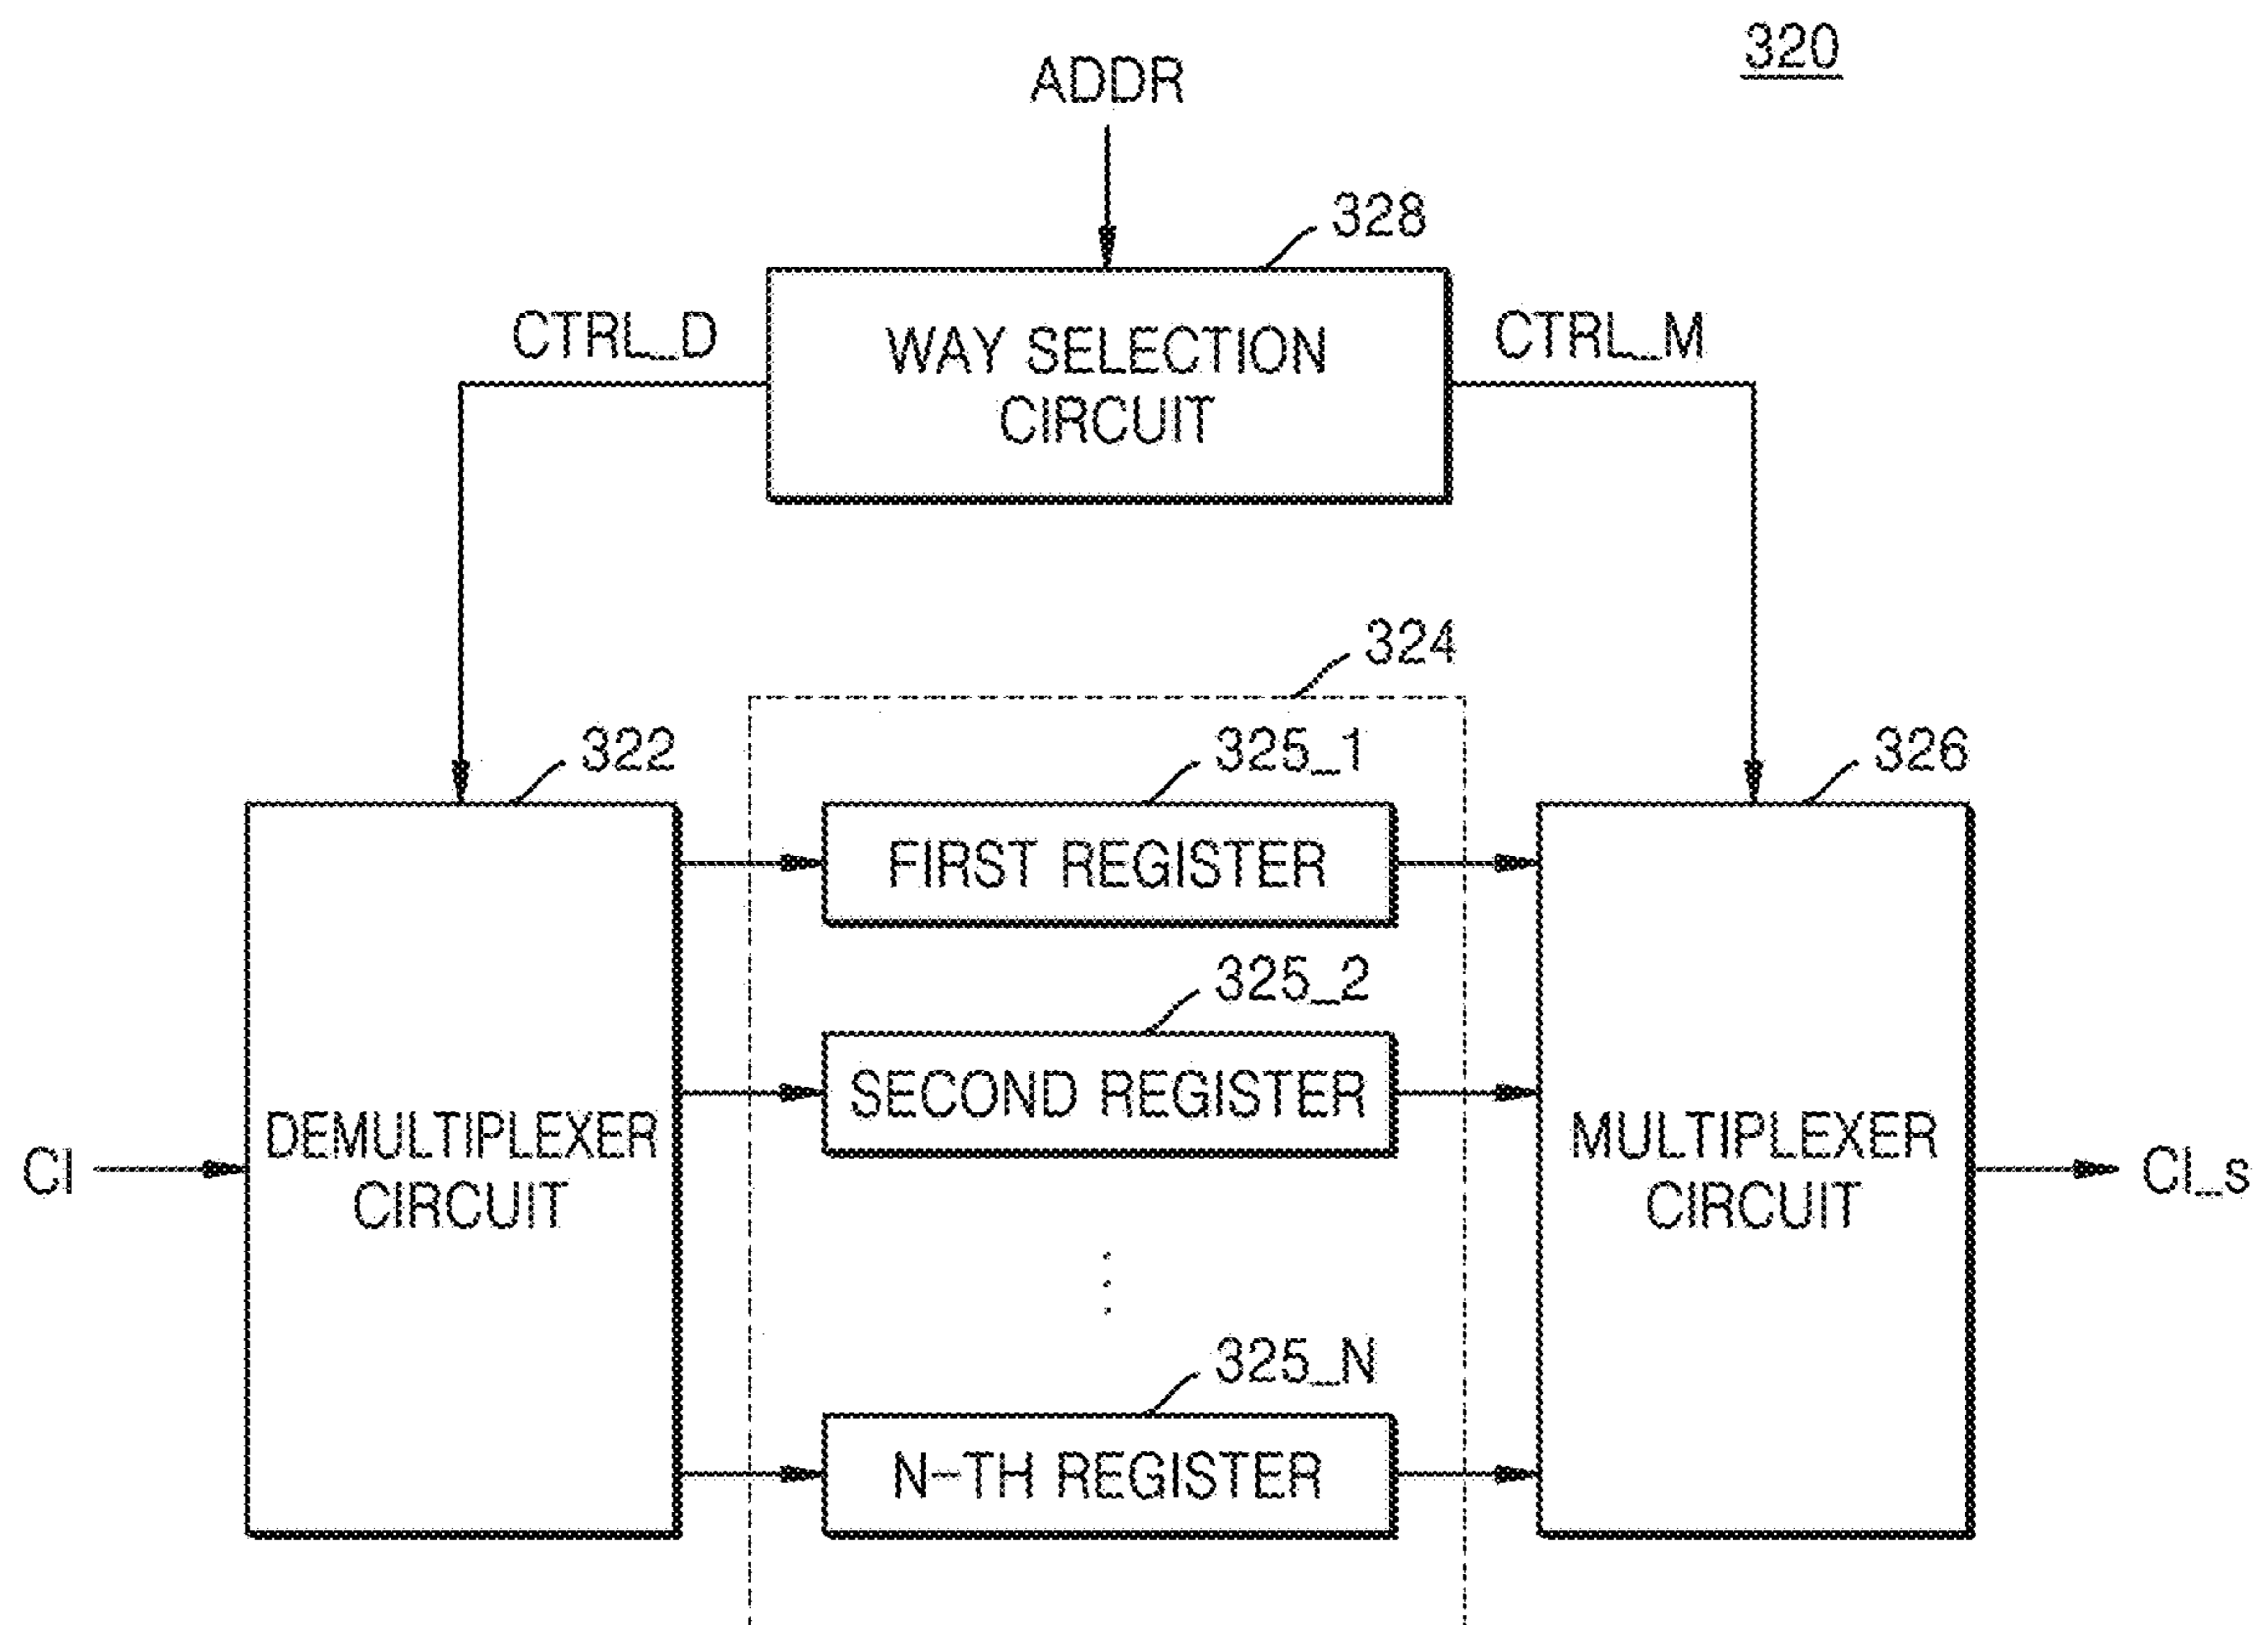 320
ADDR
328
CTRL_D
WAY SELECTION
CIRCUIT
CTRL_M
324
322
325_1
326
FIRST REGISTER
325_2
SECOND REGISTER
CI
DEMULTIPLEXER
CIRCUIT
MULTIPLEXER
CIRCUIT
CI_s
325_N
N-TH REGISTER